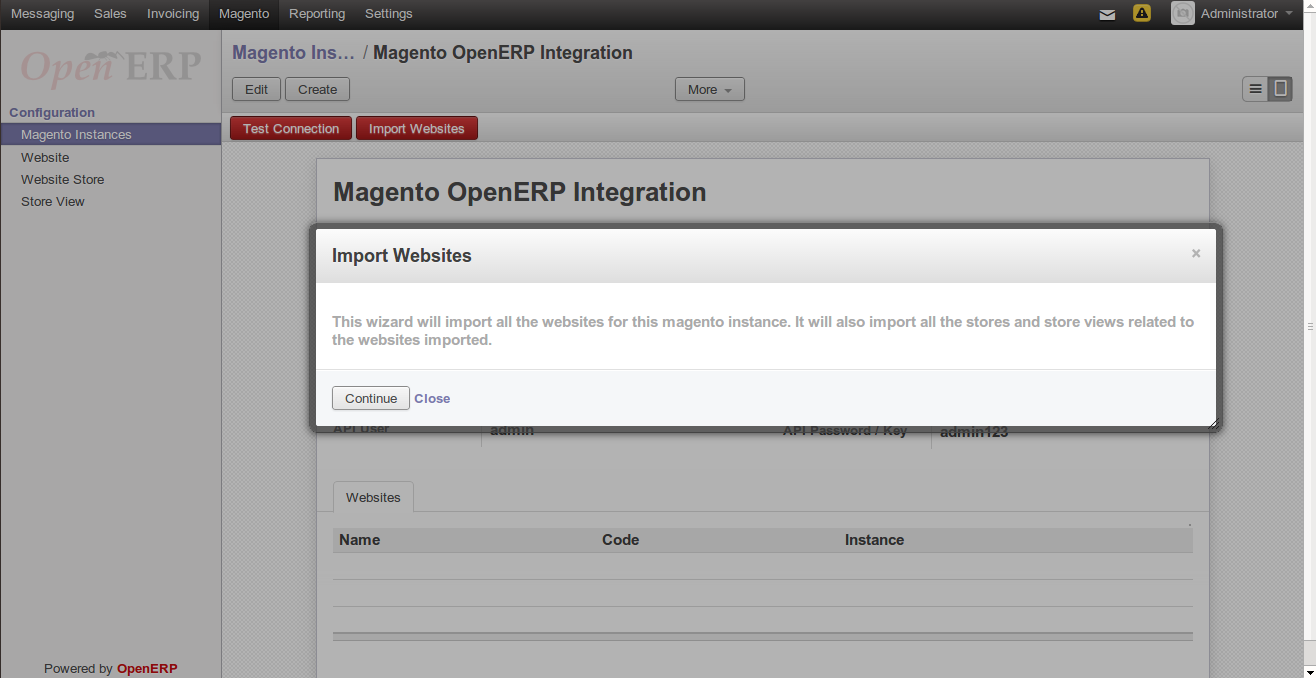 Messaging Sales Invoicing Magento Reporting Settings Administrator
Open ERP
Magento Ins… / Magento OpenERP Integration
Edit Create More
Configuration
Magento Instances
Website
Website Store
Store View
Test Connection Import Websites
Magento OpenERP Integration
Import Websites ×
This wizard will import all the websites for this magento instance. It will also import all the stores and store views related to
the websites imported.
Continue Close
API User admin API Password / Key admin123
Websites
Name Code Instance
Powered by OpenERP